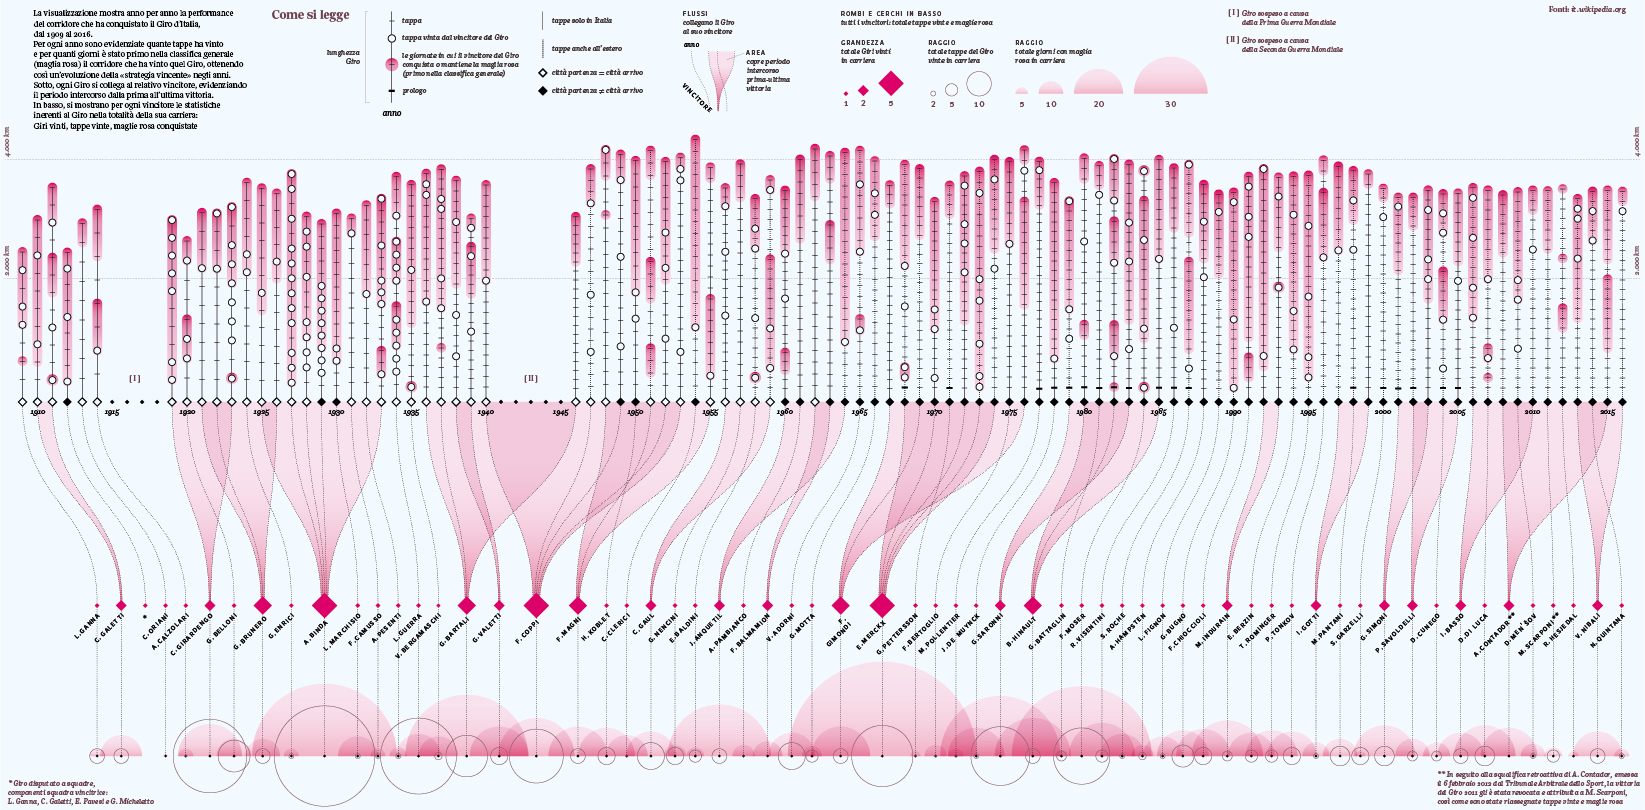 La visualizzazione mostra anno per anno la performance
del corridore che ha conquistato il Giro d'Italia,
dal 1909 al 2016.
Per ogni anno sono evidenziate quante tappe ha vinto
e per quanti giorni è stato primo nella classifica generale
(maglia rosa) il corridore che ha vinto quel Giro, ottenendo
così un'evoluzione della «strategia vincente» negli anni.
Sotto, ogni Giro si collega al relativo vincitore, evidenziando
il periodo intercorso dalla prima all'ultima vittoria.
In basso, si mostrano per ogni vincitore le statistiche
inerenti al Giro nella totalità della sua carriera:
Giri vinti, tappe vinte, maglie rosa conquistate
Come si legge
lunghezza
Giro
tappa
tappa vinta dal vincitore del Giro
le giornate in cui il vincitore del Giro
conquista o mantiene la maglia rosa
(primo nella classifica generale)
prologo
anno
tappe solo in Italia
tappe anche all'estero
città partenza = città arrivo
città partenza ≠ città arrivo
FLUSSI
collegano il Giro
al suo vincitore
anno
VINCITORE
AREA
copre periodo
intercorso
prima-ultima
vittoria
ROMBI E CERCHI IN BASSO
tutti i vincitori: totale tappe vinte e maglie rosa
GRANDEZZA
totale Giri vinti
in carriera
1 2 5
RAGGIO
totale tappe del Giro
vinte in carriera
2 5 10
RAGGIO
totale giorni con maglia
rosa in carriera
5 10 20 30
[ I ] Giro sospeso a causa
della Prima Guerra Mondiale
[ II ] Giro sospeso a causa
della Seconda Guerra Mondiale
Fonti: it.wikipedia.org
4.000 km
4.000 km
2.000 km
2.000 km
[ I ]
[ II ]
1910 1915 1920 1925 1930 1935 1940 1945 1950 1955 1960 1965 1970 1975 1980 1985 1990 1995 2000 2005 2010 2015
L. GANNA
C. GALETTI
*
C. ORIANI
A. CALZOLARI
C. GIRARDENGO
G. BELLONI
G. BRUNERO
G. ENRICI
A. BINDA
L. MARCHISIO
F. CAMUSSO
A. PESENTI
L. GUERRA
V. BERGAMASCHI
G. BARTALI
G. VALETTI
F. COPPI
F. MAGNI
H. KOBLET
C. CLERICI
C. GAUL
G. NENCINI
E. BALDINI
J. ANQUETIL
A. PAMBIANCO
F. BALMAMION
V. ADORNI
G. MOTTA
F.
GIMONDI
E. MERCKX
G. PETTERSSON
F. BERTOGLIO
M. POLLENTIER
J. DE MUYNCK
G. SARONNI
B. HINAULT
G. BATTAGLIN
F. MOSER
R. VISENTINI
S. ROCHE
A. HAMPSTEN
L. FIGNON
G. BUGNO
F. CHIOCCIOLI
M. INDURAIN
E. BERZIN
T. ROMINGER
P. TONKOV
I. GOTTI
M. PANTANI
S. GARZELLI
G. SIMONI
P. SAVOLDELLI
D. CUNEGO
I. BASSO
D. DI LUCA
A. CONTADOR **
D. MEN'ŠOV
M. SCARPONI *
R. HESJEDAL
V. NIBALI
N. QUINTANA
* Giro disputato a squadre,
componenti squadra vincitrice:
L. Ganna, C. Galetti, E. Pavesi e G. Micheletto
** In seguito alla squalifica retroattiva di A. Contador, emessa
il 6 febbraio 2012 dal Tribunale Arbitrale dello Sport, la vittoria
del Giro 2011 gli è stata revocata e attribuita a M. Scarponi,
così come sono state riassegnate tappe vinte e maglie rosa